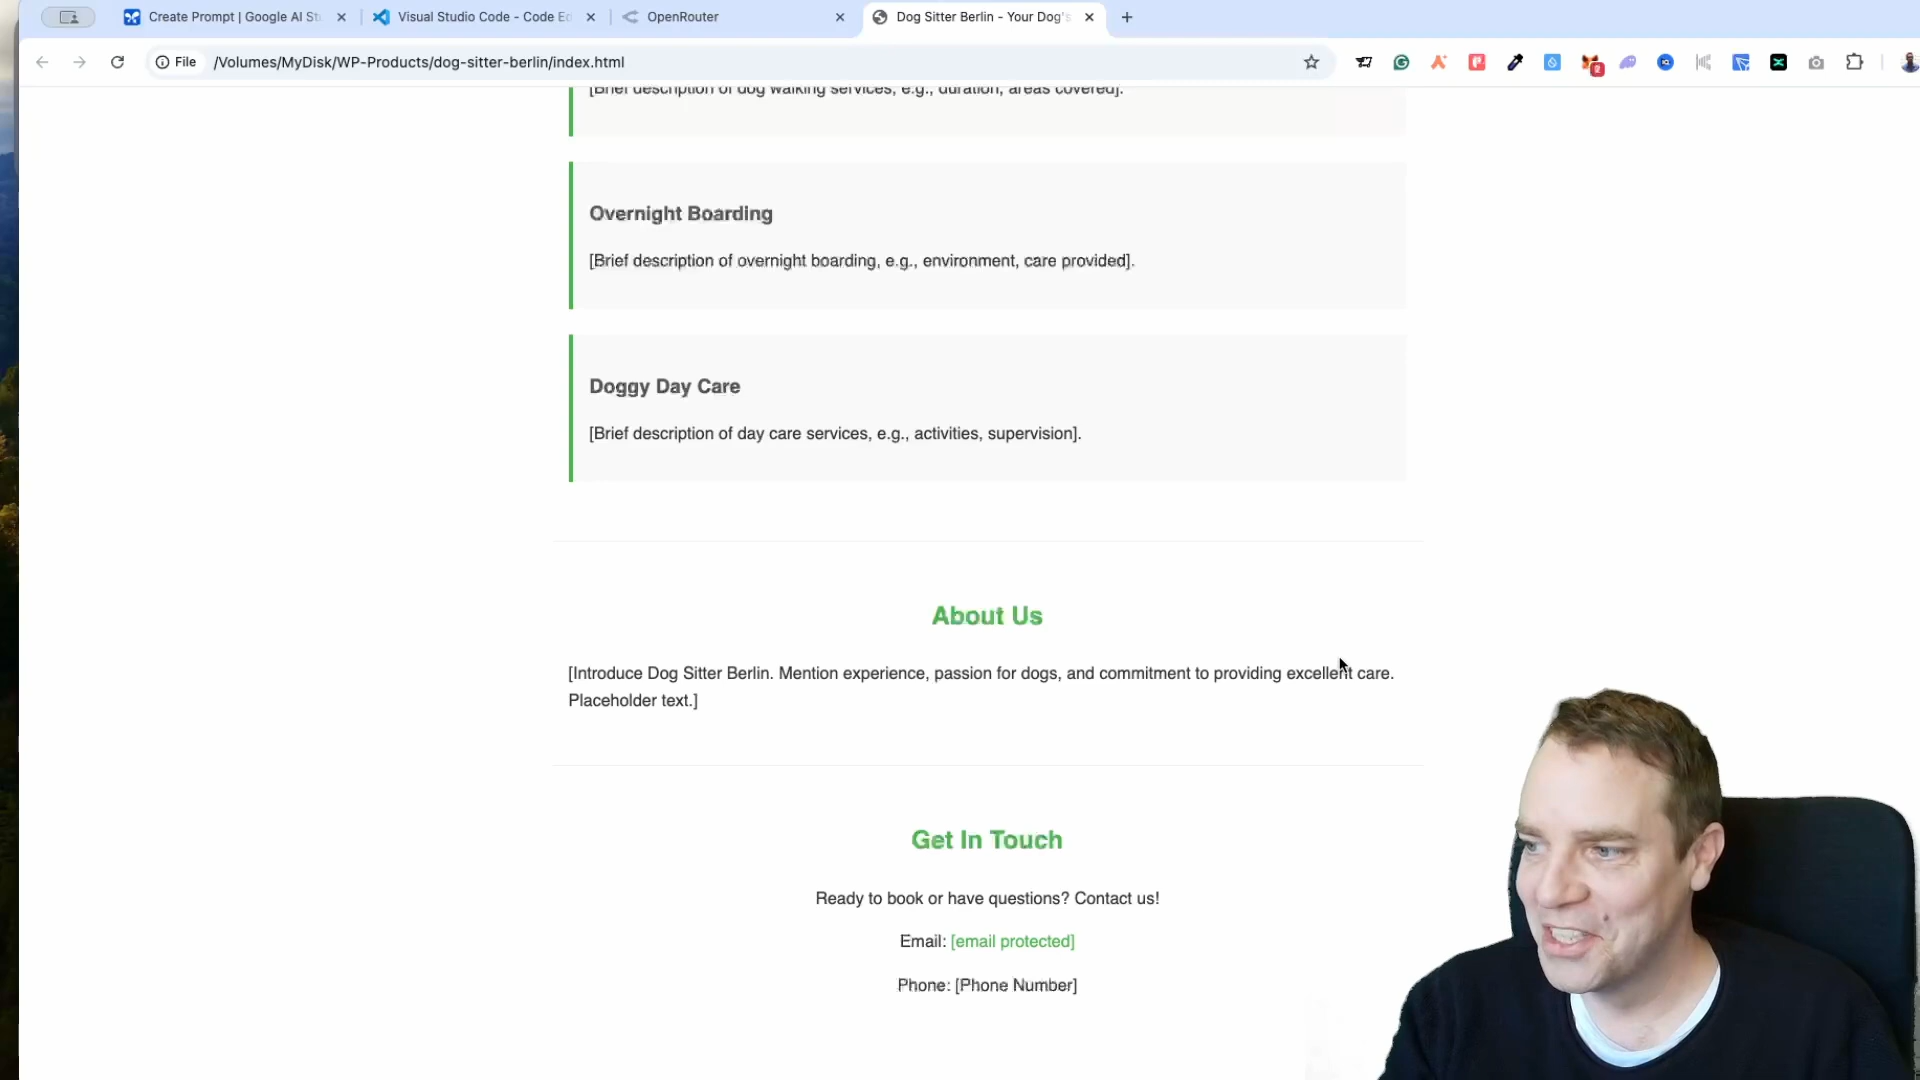 Create Prompt | Google AI St
Visual Studio Code - Code Ed
OpenRouter
Dog Sitter Berlin - Your Dog's
File
/Volumes/MyDisk/WP-Products/dog-sitter-berlin/index.html
[Brief description of dog walking services, e.g., duration, areas covered].
Overnight Boarding
[Brief description of overnight boarding, e.g., environment, care provided].
Doggy Day Care
[Brief description of day care services, e.g., activities, supervision].
About Us
[Introduce Dog Sitter Berlin. Mention experience, passion for dogs, and commitment to providing excellent care.
Placeholder text.]
Get In Touch
Ready to book or have questions? Contact us!
Email: [email protected]
Phone: [Phone Number]